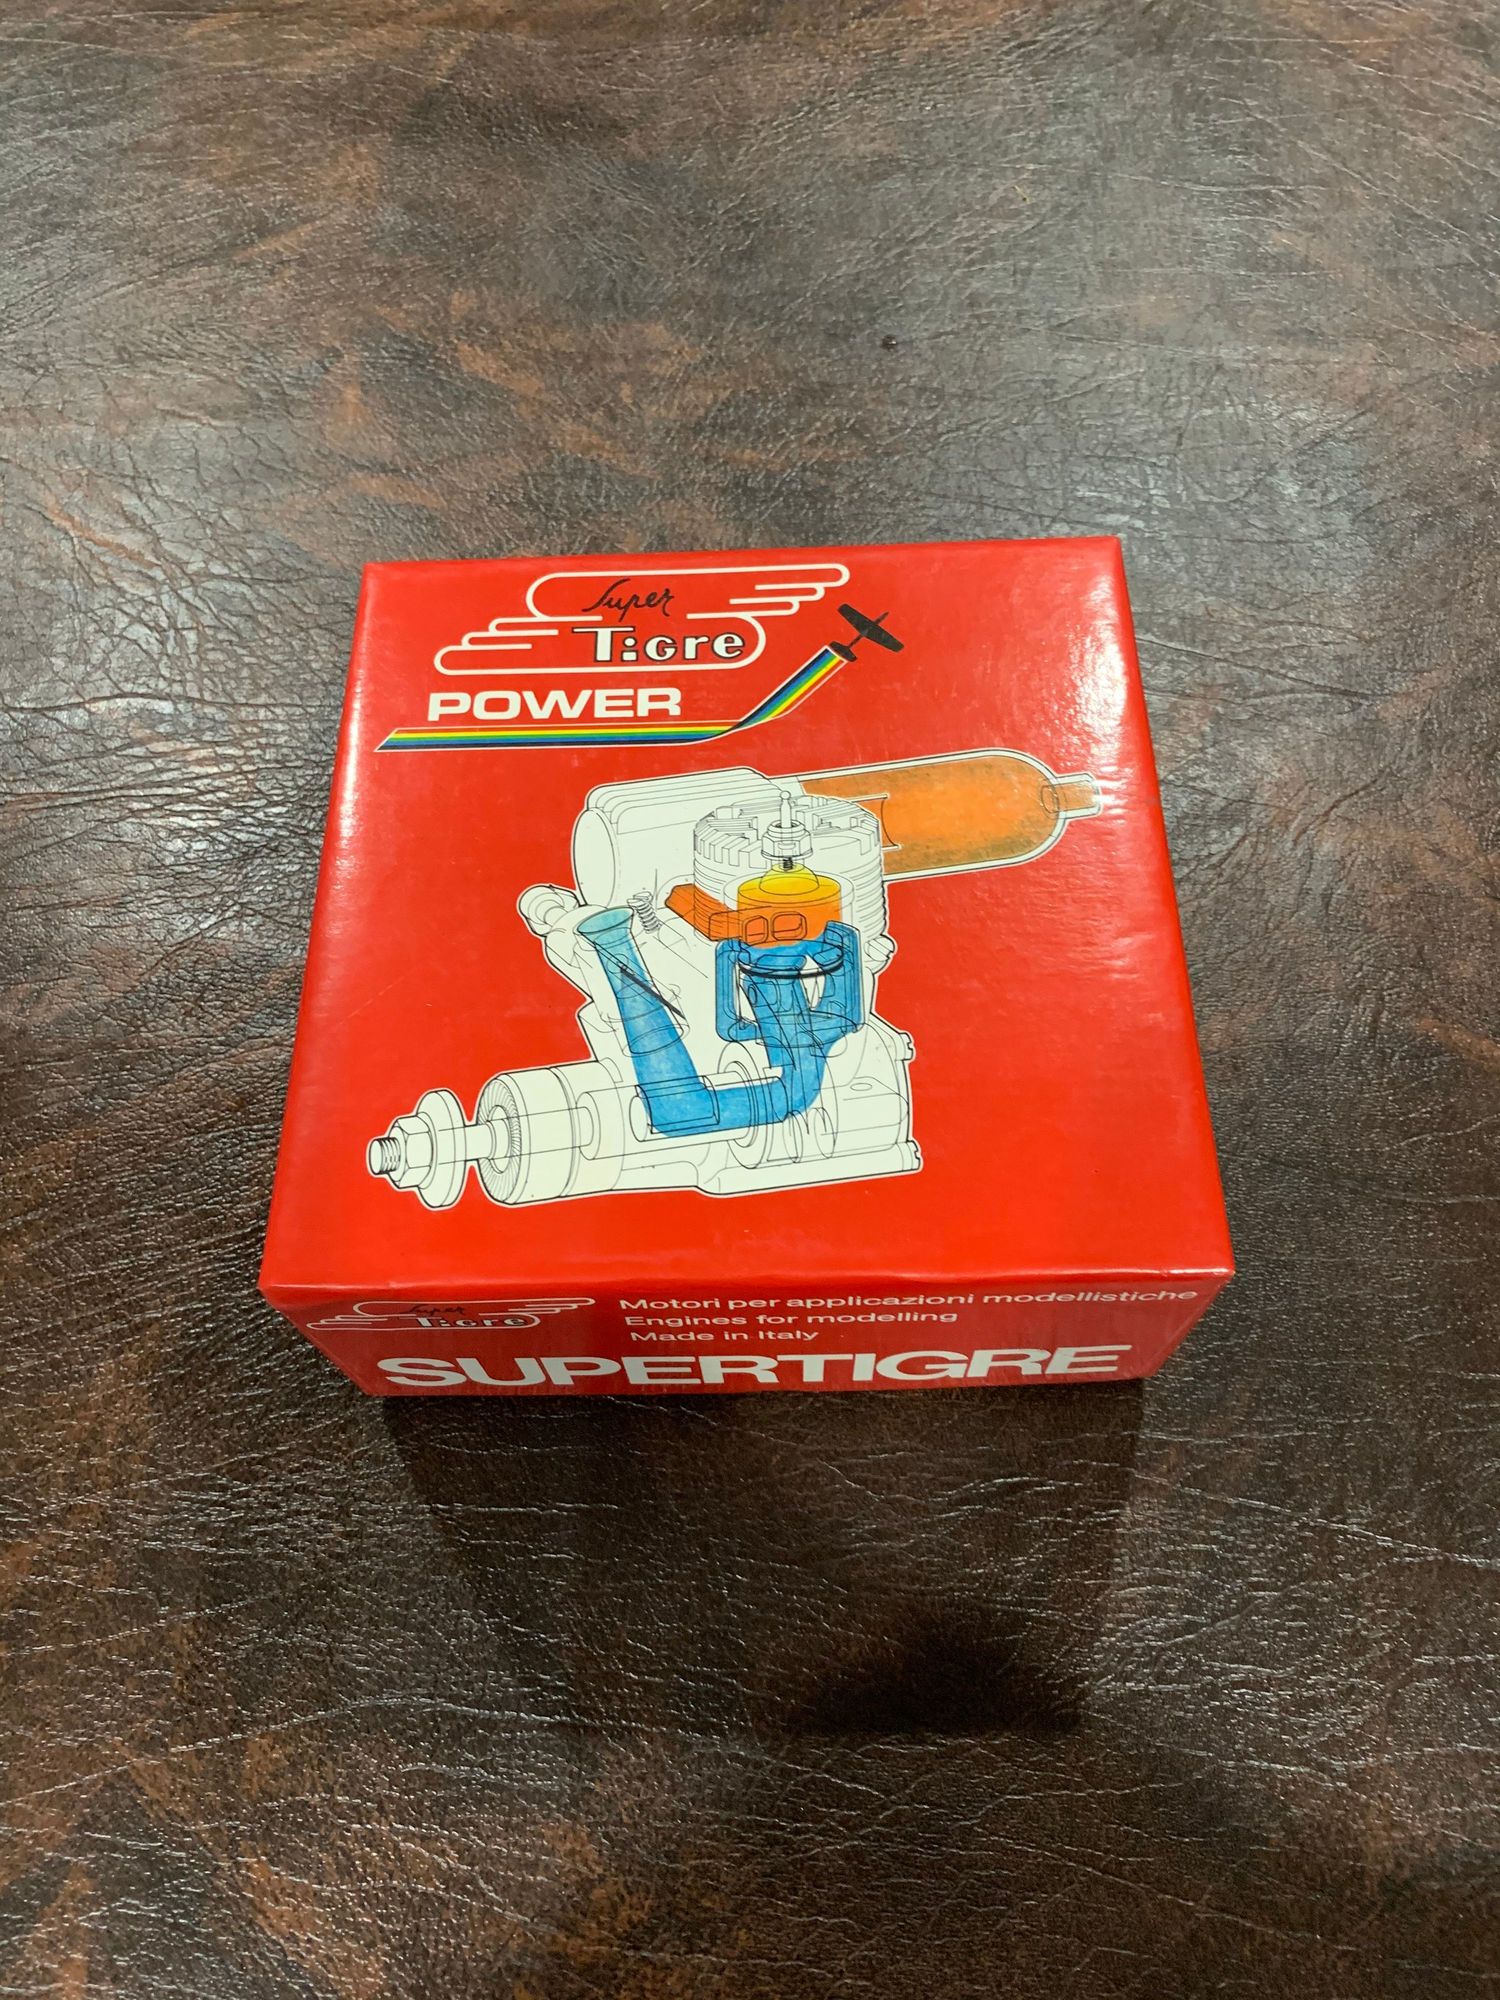 Super
Tigre
POWER
Super
Tigre
Motori per applicazioni modellistiche
Engines for modelling
Made in Italy
SUPERTIGRE